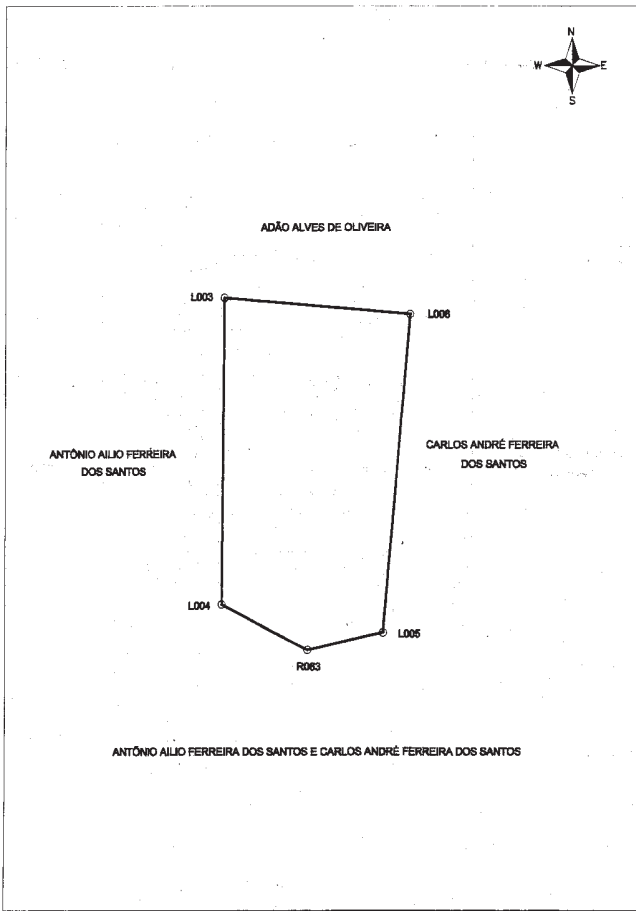 N
W E
S
ADÃO ALVES DE OLIVEIRA
L003
L006
ANTÔNIO AILIO FERREIRA
DOS SANTOS
CARLOS ANDRÉ FERREIRA
DOS SANTOS
L004
L005
R063
ANTÔNIO AILIO FERREIRA DOS SANTOS E CARLOS ANDRÉ FERREIRA DOS SANTOS